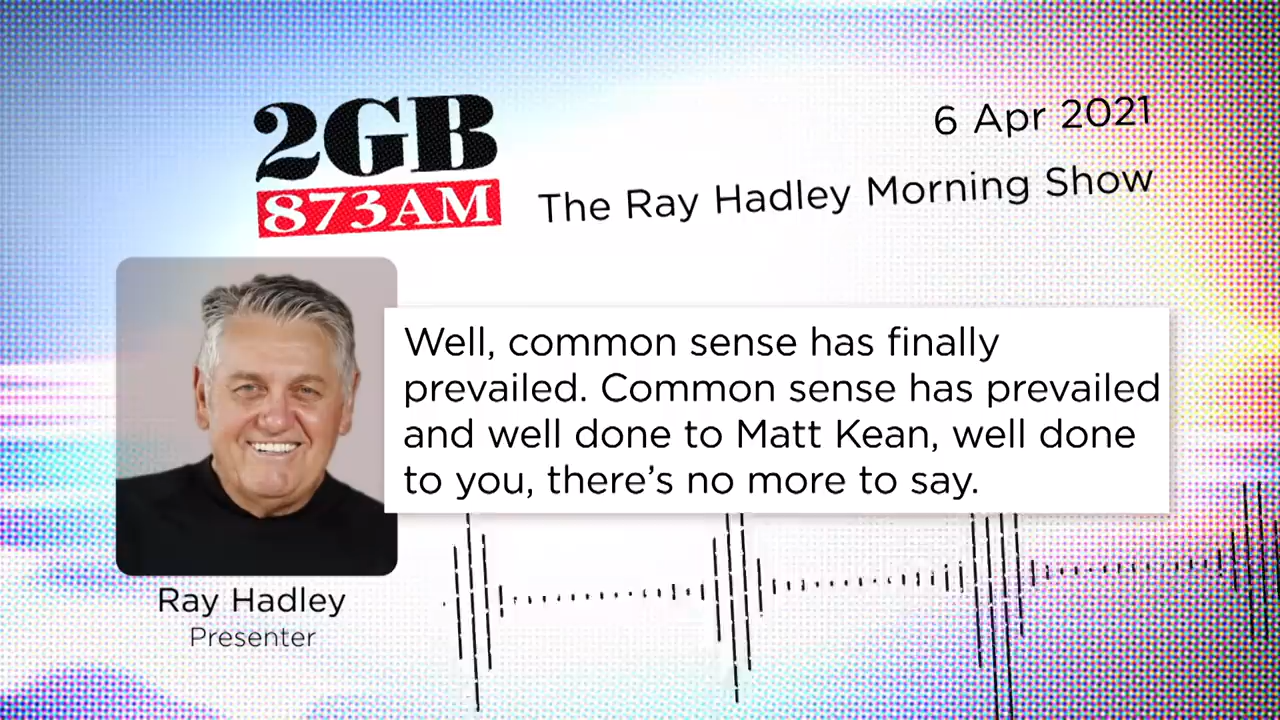 2GB
873AM
6 Apr 2021
The Ray Hadley Morning Show
Well, common sense has finally
prevailed. Common sense has prevailed
and well done to Matt Kean, well done
to you, there’s no more to say.
Ray Hadley
Presenter